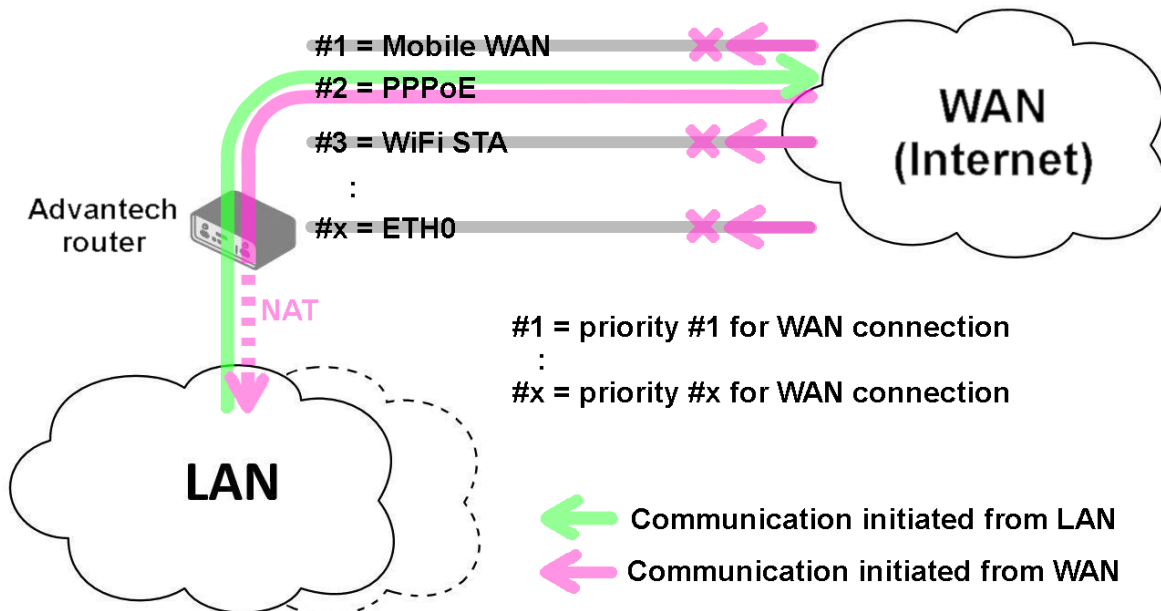 #1 = Mobile WAN
#2 = PPPoE
#3 = WiFi STA
:
#x = ETH0
WAN
(Internet)
Advantech
router
NAT
#1 = priority #1 for WAN connection
:
#x = priority #x for WAN connection
LAN
Communication initiated from LAN
Communication initiated from WAN